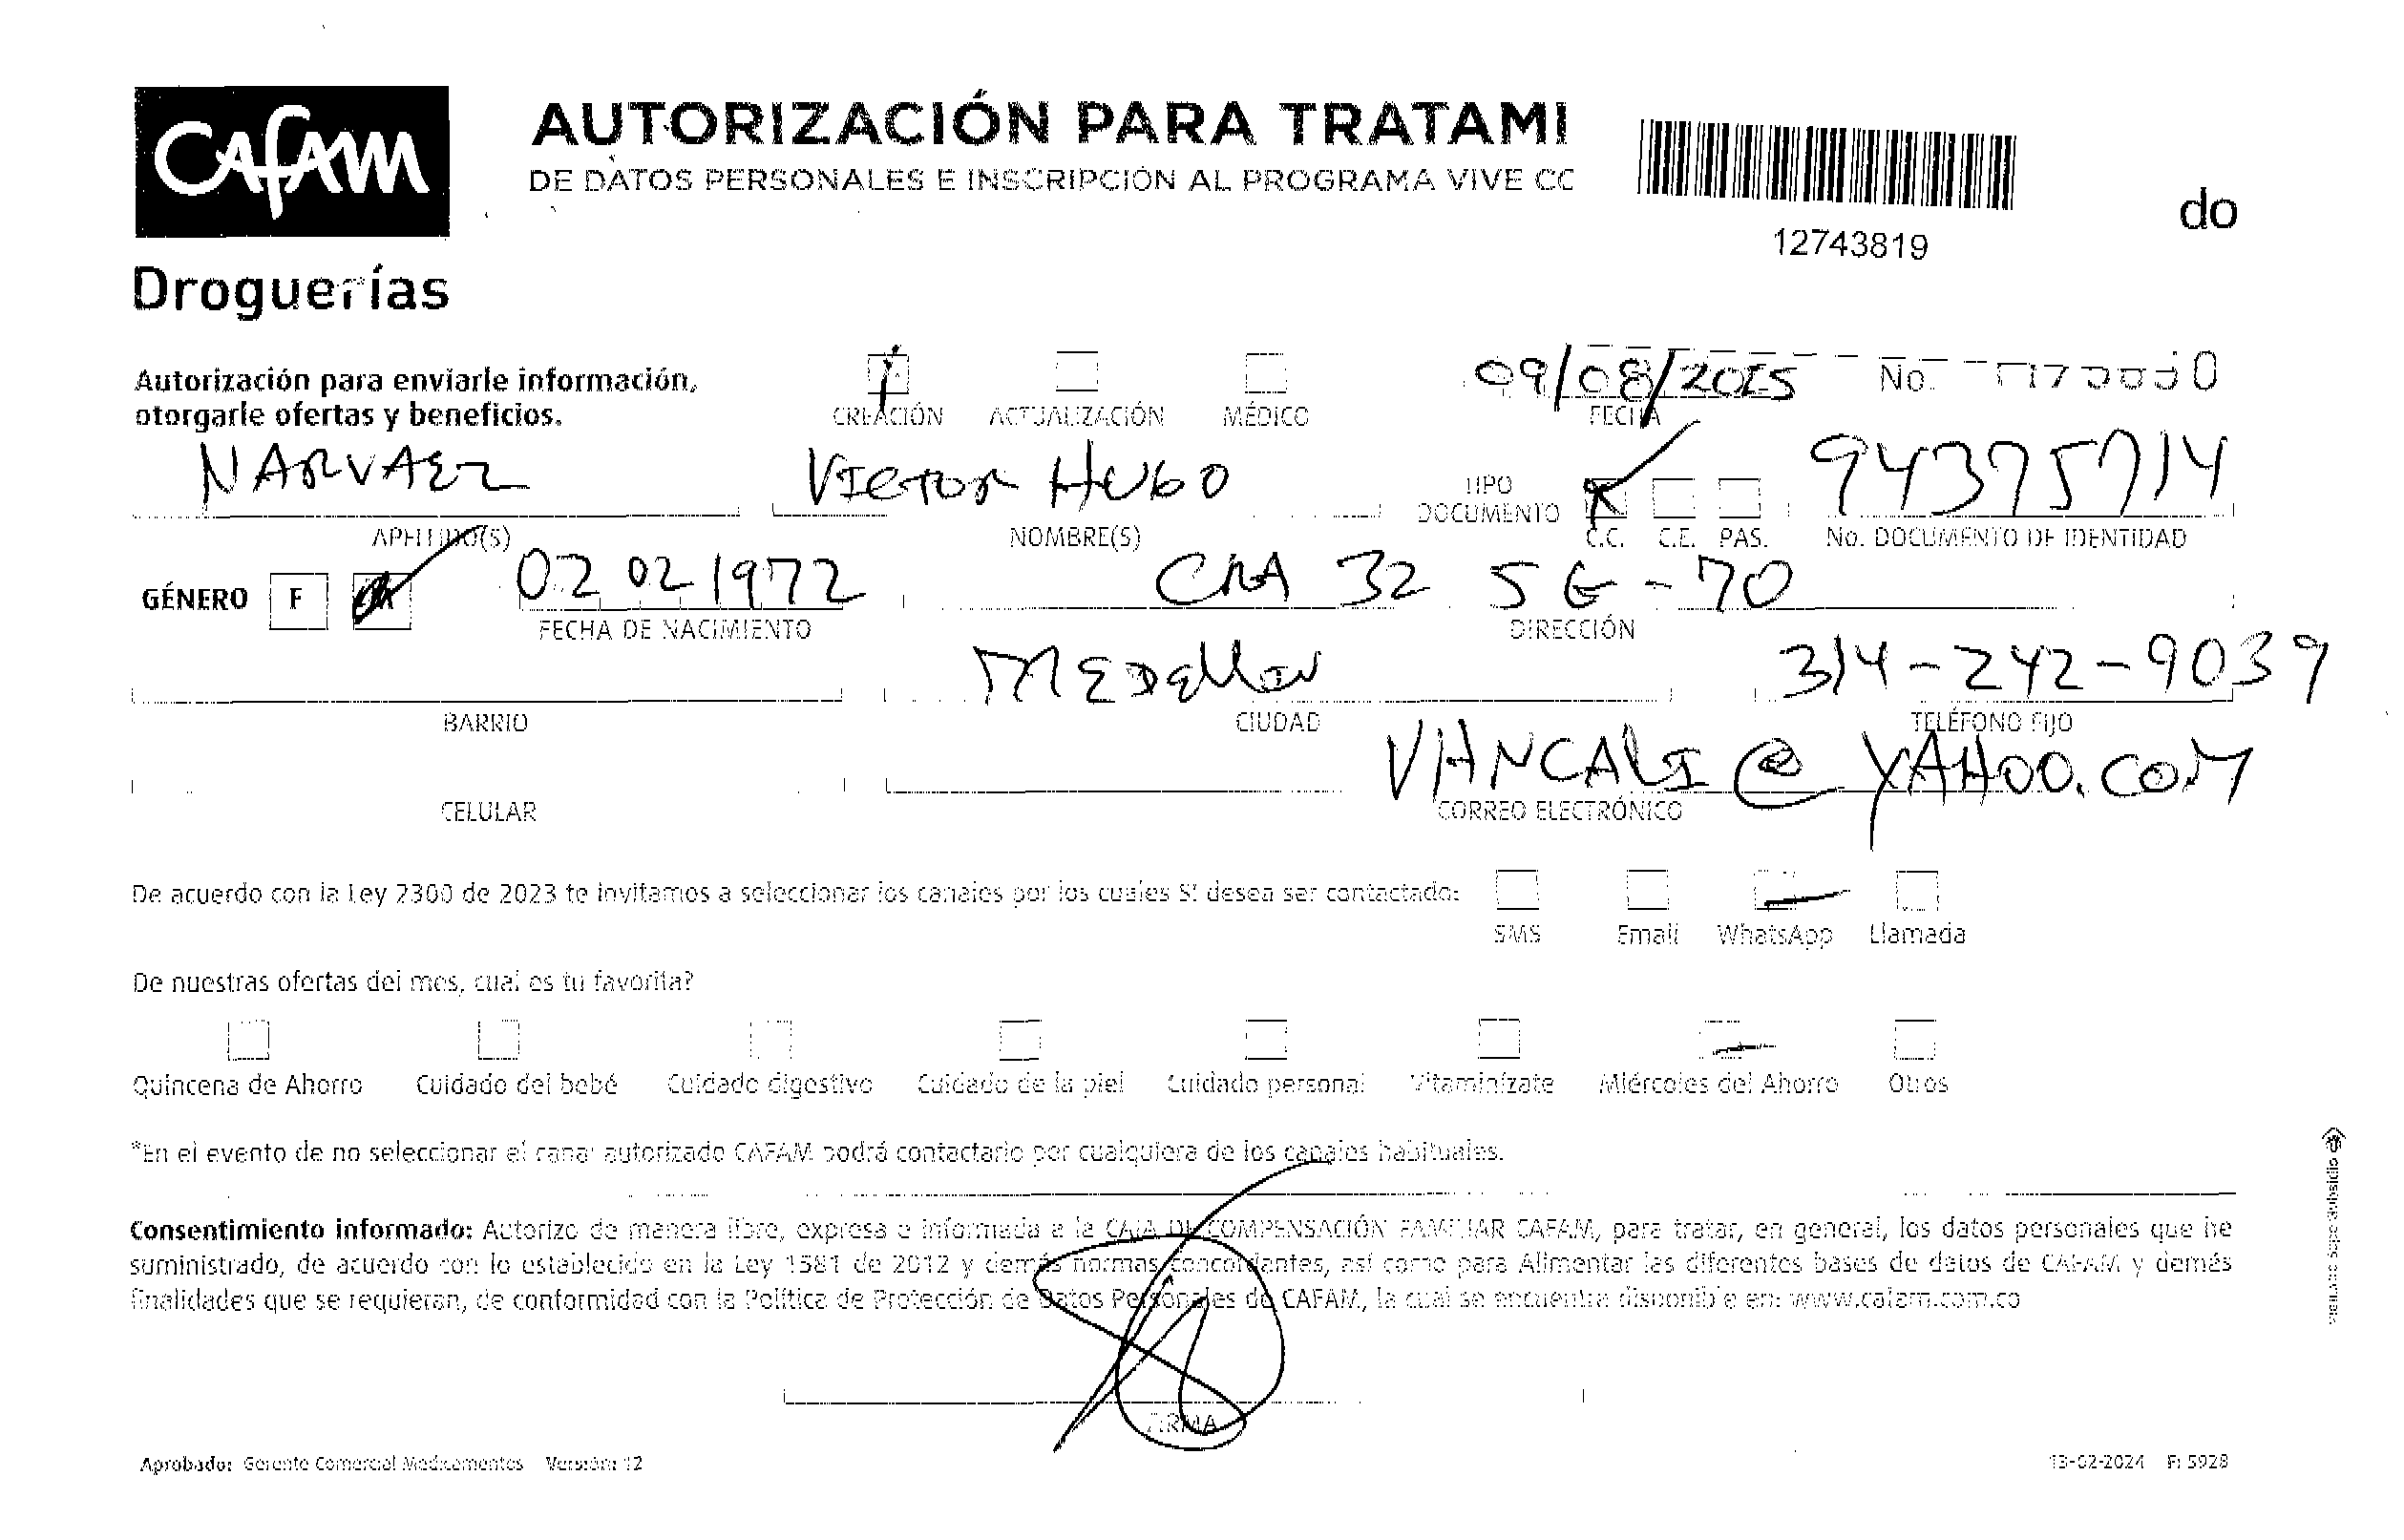 CAFAM
Droguerías
AUTORIZACIÓN PARA TRATAMI
DE DATOS PERSONALES E INSCRIPCIÓN AL PROGRAMA VIVE CC
12743819
do
Autorización para enviarle información,
otorgarle ofertas y beneficios.
CREACIÓN ACTUALIZACIÓN MÉDICO
09/08/2025 No.
FECHA
NARVAEZ VICTOR HUGO TIPO DOCUMENTO 94375714
APELLIDO(S) NOMBRE(S) C.C. C.E. PAS. No. DOCUMENTO DE IDENTIDAD
GÉNERO F M 02 02 1972 CRA 32 5 G - 70
FECHA DE NACIMIENTO DIRECCIÓN
MEDELLIN 314-242-9039
BARRIO CIUDAD TELÉFONO FIJO
VHNCALI@YAHOO.COM
CELULAR CORREO ELECTRÓNICO
De acuerdo con la Ley 2300 de 2023 te invitamos a seleccionar los canales por los cuales SI desea ser contactado:
SMS Email WhatsApp Llamada
De nuestras ofertas del mes, cual es tu favorita?
Quincena de Ahorro Cuidado del bebé Cuidado digestivo Cuidado de la piel Cuidado personal Vitaminízate Miércoles del Ahorro Otros
*En el evento de no seleccionar el canal autorizado CAFAM podrá contactarlo por cualquiera de los canales habituales.
Consentimiento informado: Autorizo de manera libre, expresa e informada a la CAJA DE COMPENSACIÓN FAMILIAR CAFAM, para tratar, en general, los datos personales que he
suministrado, de acuerdo con lo establecido en la Ley 1581 de 2012 y demás normas concordantes, así como para Alimentar las diferentes bases de datos de CAFAM y demás
finalidades que se requieran, de conformidad con la Política de Protección de Datos Personales de CAFAM, la cual se encuentra disponible en: www.cafam.com.co
FIRMA
Aprobado: Gerente Comercial Medicamentos Versión: 12
13-02-2024 F: 5928